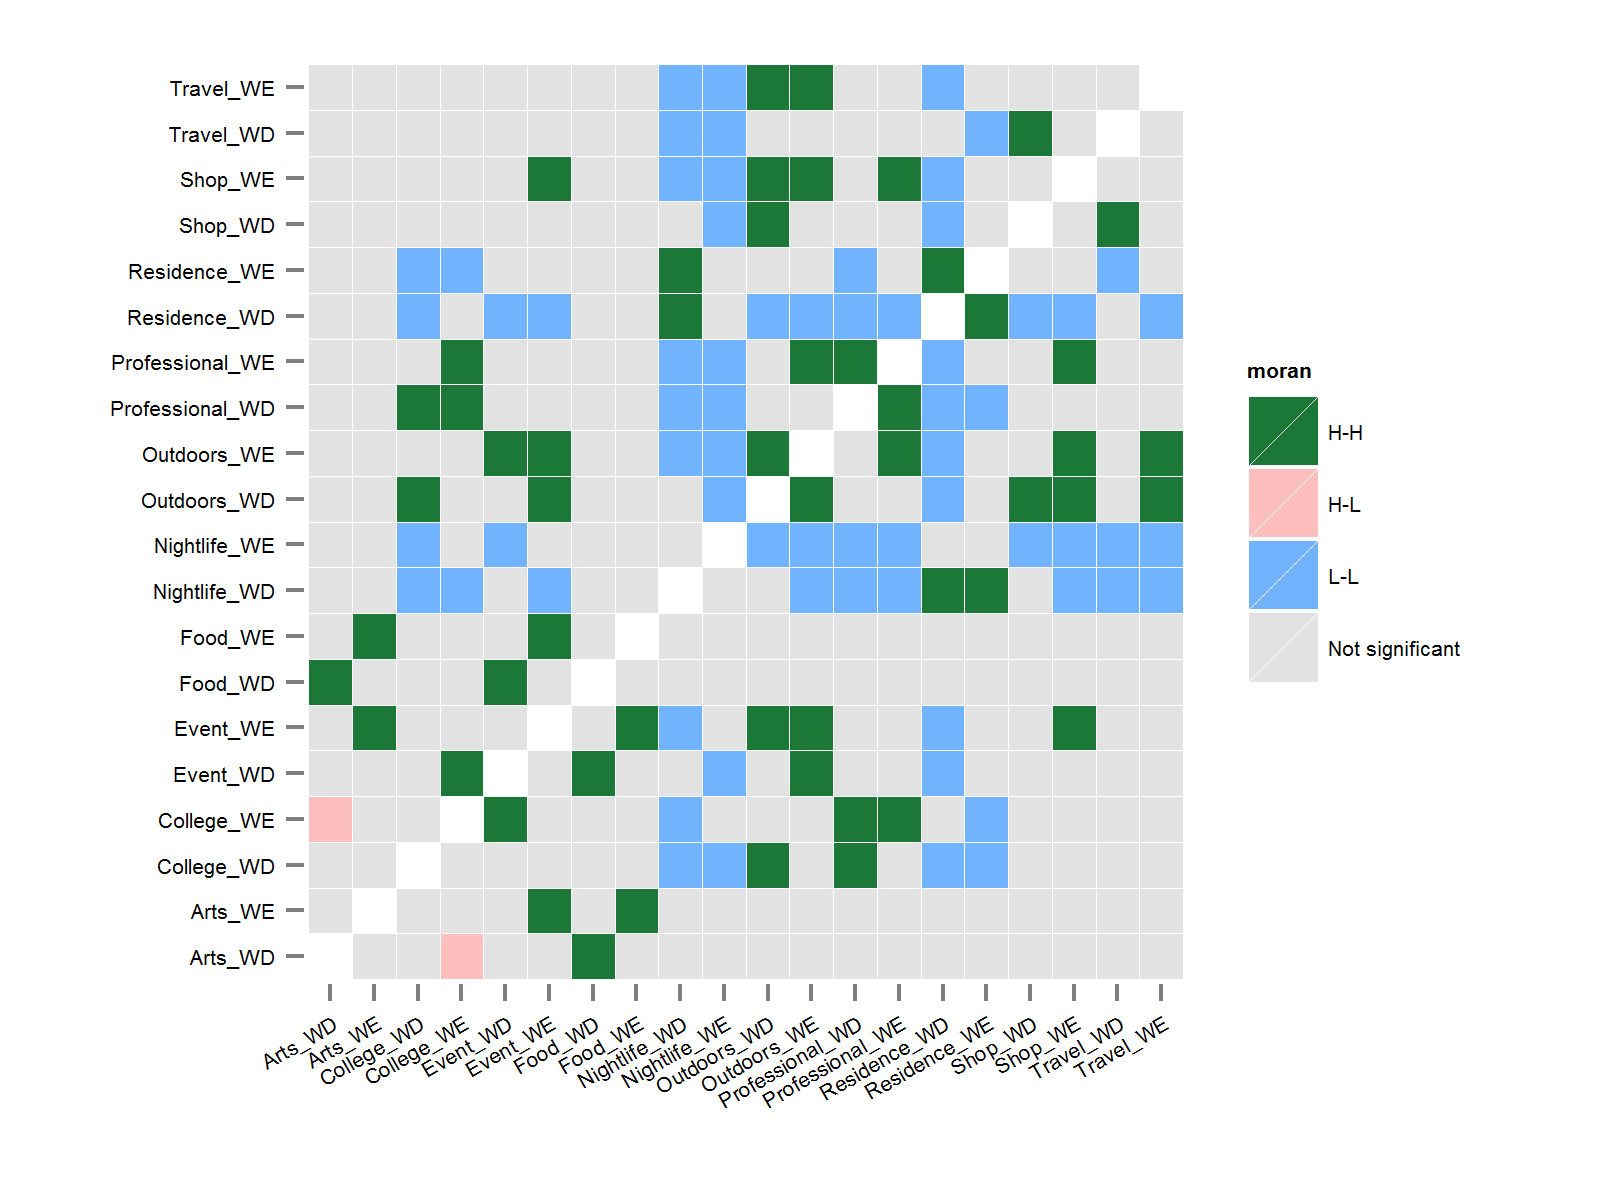 Travel_WE
Travel_WD
Shop_WE
Shop_WD
Residence_WE
Residence_WD
Professional_WE
Professional_WD
Outdoors_WE
Outdoors_WD
Nightlife_WE
Nightlife_WD
Food_WE
Food_WD
Event_WE
Event_WD
College_WE
College_WD
Arts_WE
Arts_WD
Arts_WD
Arts_WE
College_WD
College_WE
Event_WD
Event_WE
Food_WD
Food_WE
Nightlife_WD
Nightlife_WE
Outdoors_WD
Outdoors_WE
Professional_WD
Professional_WE
Residence_WD
Residence_WE
Shop_WD
Shop_WE
Travel_WD
Travel_WE
moran
H-H
H-L
L-L
Not significant